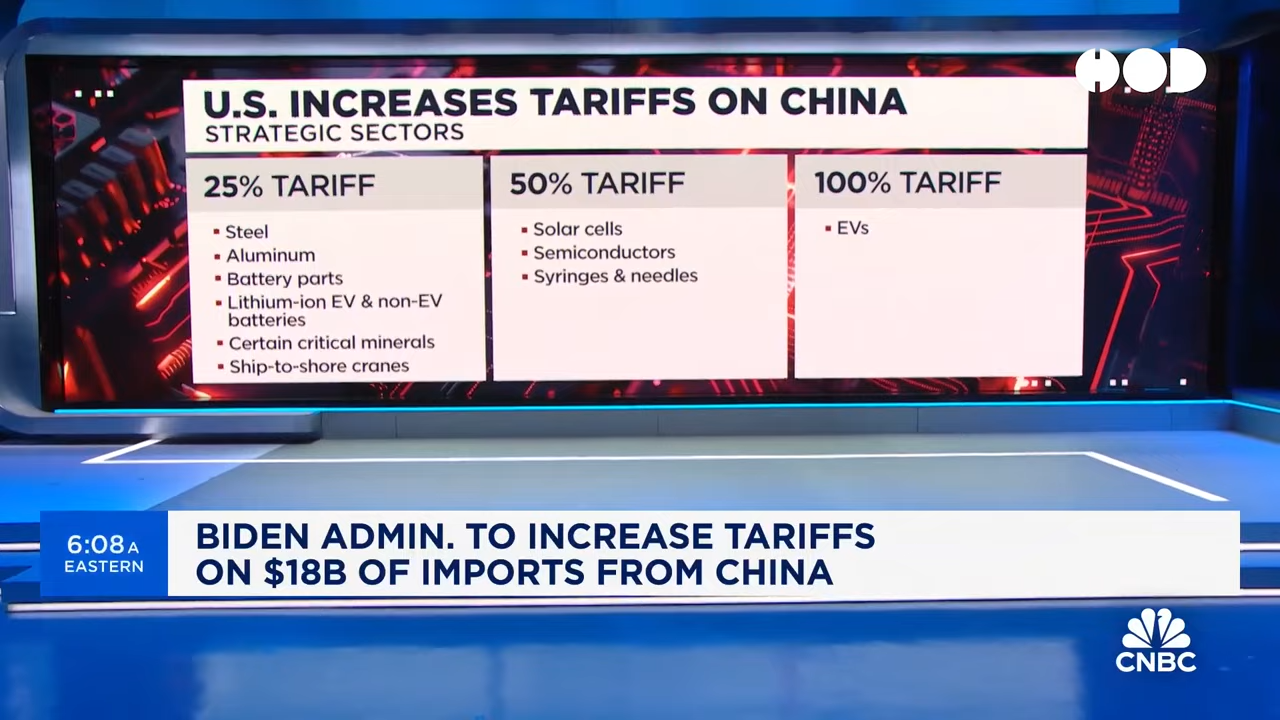 HOD
U.S. INCREASES TARIFFS ON CHINA
STRATEGIC SECTORS
25% TARIFF
▪ Steel
▪ Aluminum
▪ Battery parts
▪ Lithium-ion EV & non-EV
batteries
▪ Certain critical minerals
▪ Ship-to-shore cranes
50% TARIFF
▪ Solar cells
▪ Semiconductors
▪ Syringes & needles
100% TARIFF
▪ EVs
6:08A
EASTERN
BIDEN ADMIN. TO INCREASE TARIFFS
ON $18B OF IMPORTS FROM CHINA
CNBC